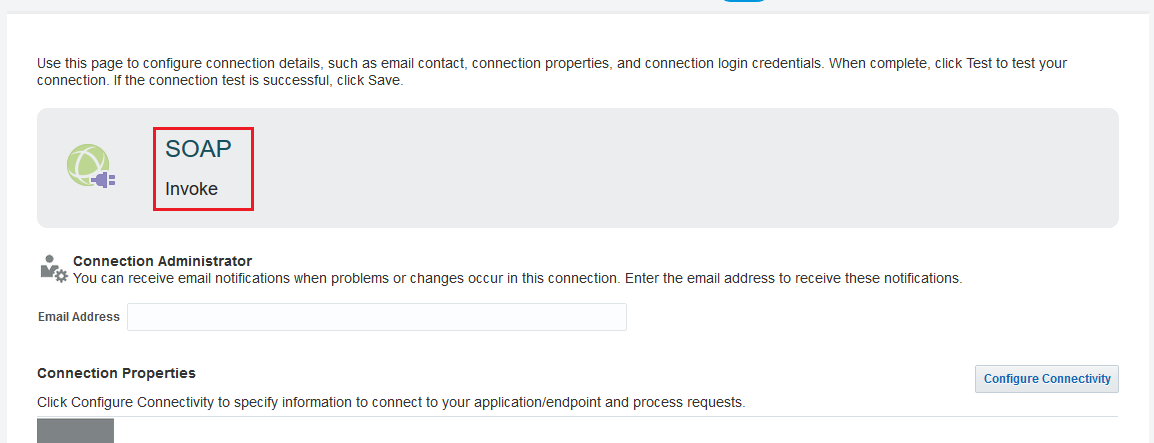 Use this page to configure connection details, such as email contact, connection properties, and connection login credentials. When complete, click Test to test your
connection. If the connection test is successful, click Save.
SOAP
Invoke
Connection Administrator
You can receive email notifications when problems or changes occur in this connection. Enter the email address to receive these notifications.
Email Address
Connection Properties
Configure Connectivity
Click Configure Connectivity to specify information to connect to your application/endpoint and process requests.